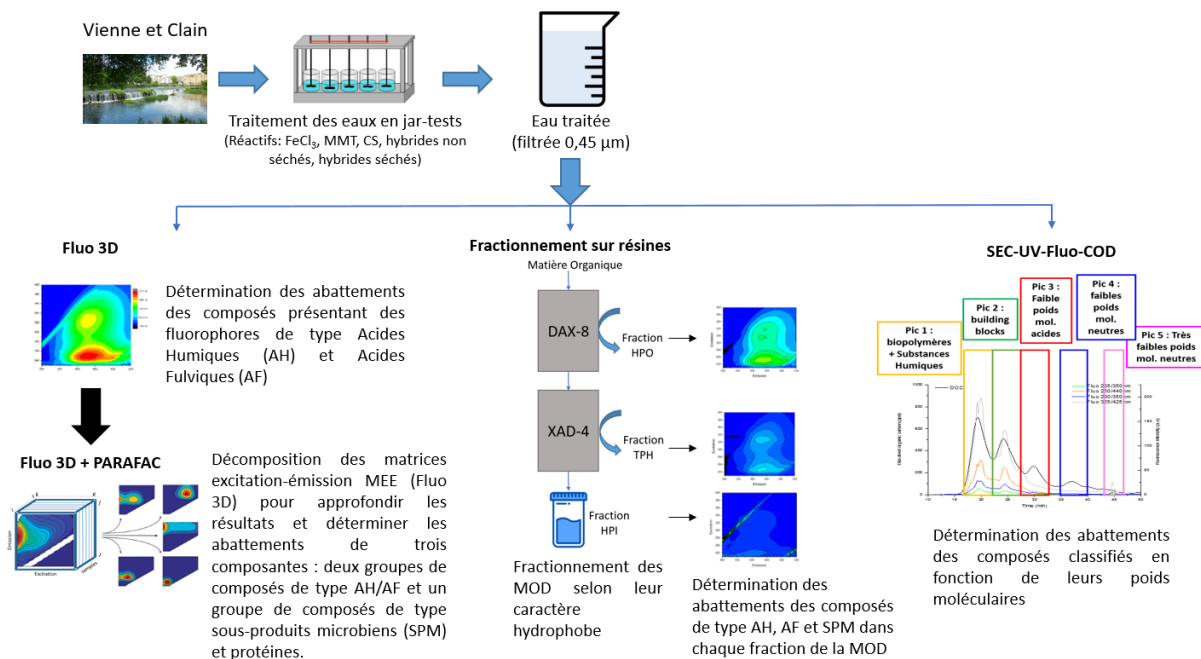 Vienne et Clain
Traitement des eaux en jar-tests
(Réactifs: FeCl₃, MMT, CS, hybrides non
séchés, hybrides séchés)
Eau traitée
(filtrée 0,45 µm)
Fluo 3D
Détermination des abattements
des composés présentant des
fluorophores de type Acides
Humiques (AH) et Acides
Fulviques (AF)
Fluo 3D + PARAFAC
Décomposition des matrices
excitation-émission MEE (Fluo
3D) pour approfondir les
résultats et déterminer les
abattements de trois
composantes : deux groupes de
composés de type AH/AF et un
groupe de composés de type
sous-produits microbiens (SPM)
et protéines.
Emission
Excitation
samples
Fractionnement sur résines
Matière Organique
DAX-8
Fraction
HPO
XAD-4
Fraction
TPH
Fraction
HPI
Fractionnement des
MOD selon leur
caractère
hydrophobe
Détermination des
abattements des composés
de type AH, AF et SPM dans
chaque fraction de la MOD
SEC-UV-Fluo-COD
Pic 1 :
biopolymères
+ Substances
Humiques
Pic 2 :
building
blocks
Pic 3 :
Faible
poids
mol.
acides
Pic 4 :
faibles
poids
mol.
neutres
Pic 5 : Très
faibles poids
mol. neutres
DOC
Time (min)
Détermination des abattements
des composés classifiés en
fonction de leurs poids
moléculaires